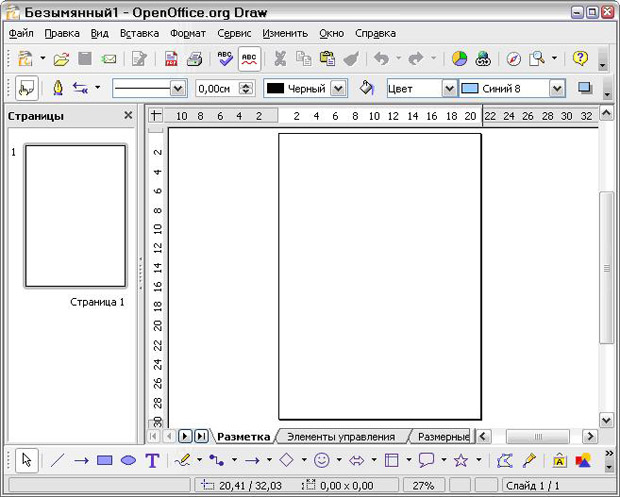 Безымянный1 - OpenOffice.org Draw
Файл Правка Вид Вставка Формат Сервис Изменить Окно Справка
PDF ABC ABC
0,00см Черный Цвет Синий 8
Страницы
10 8 6 4 2 2 4 6 8 10 12 14 16 18 20 22 24 26 28 30 32
1
2
4
6
8
10
12
14
16
18
20
22
24
26
28
30
Страница 1
Разметка Элементы управления Размерные
T A
20,41 / 32,03 0,00 x 0,00 27% Слайд 1 / 1